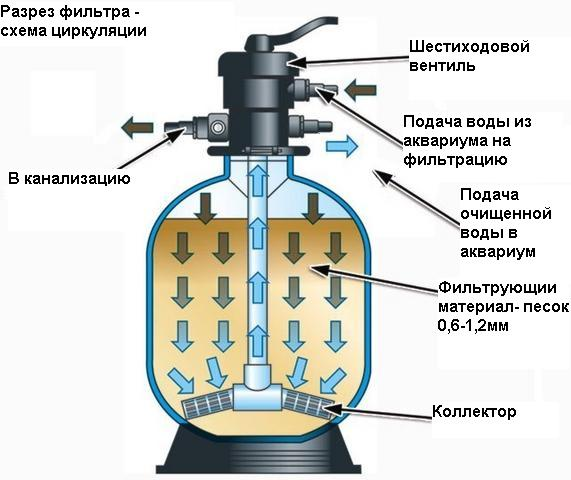 Разрез фильтра -
схема циркуляции
Шестиходовой
вентиль
Подача воды из
аквариума на
фильтрацию
В канализацию
Подача
очищенной
воды в
аквариум
Фильтрующии
материал- песок
0,6-1,2мм
Коллектор